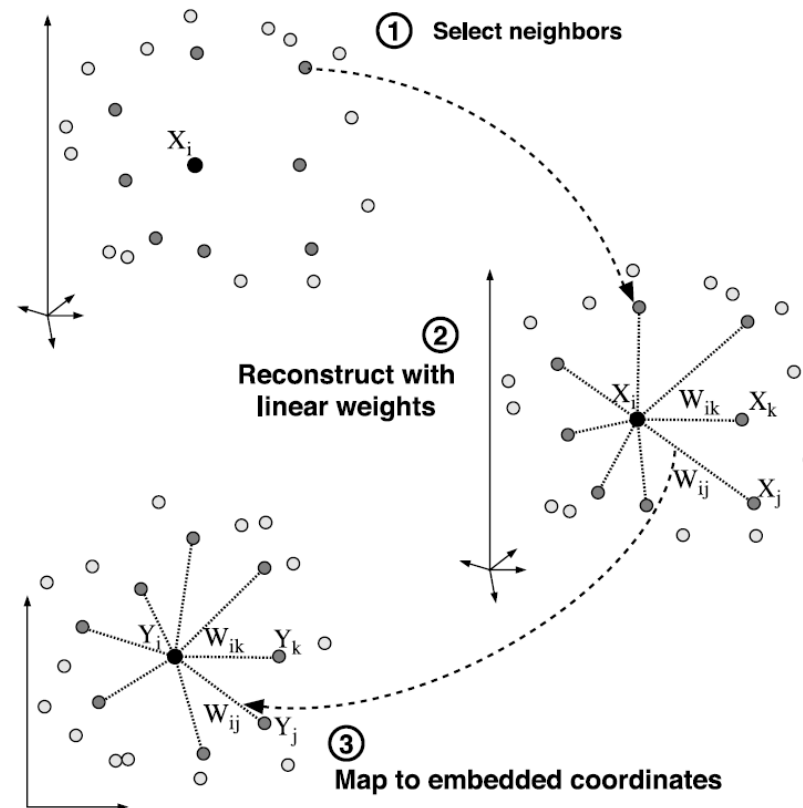 ① Select neighbors
X_i
②
Reconstruct with
linear weights
X_i
W_ik
X_k
W_ij
X_j
Y_i
W_ik
Y_k
W_ij
Y_j
③
Map to embedded coordinates